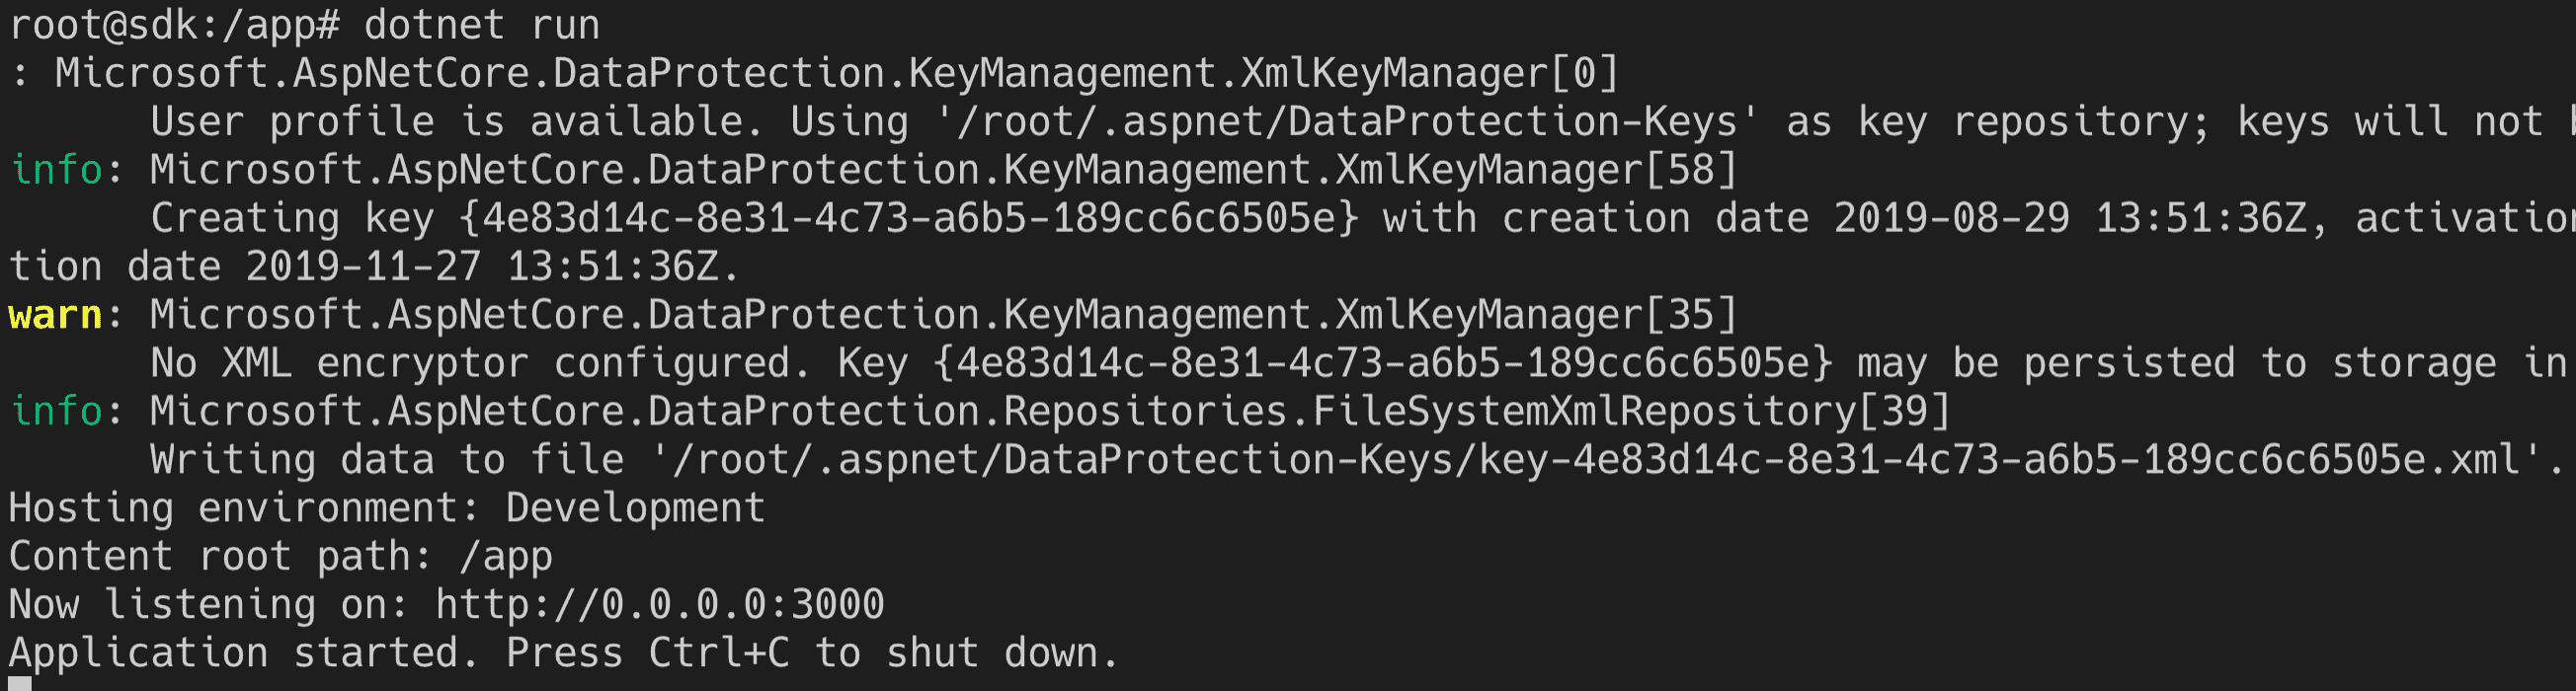 root@sdk:/app# dotnet run
: Microsoft.AspNetCore.DataProtection.KeyManagement.XmlKeyManager[0]
User profile is available. Using '/root/.aspnet/DataProtection-Keys' as key repository; keys will not
info: Microsoft.AspNetCore.DataProtection.KeyManagement.XmlKeyManager[58]
Creating key {4e83d14c-8e31-4c73-a6b5-189cc6c6505e} with creation date 2019-08-29 13:51:36Z, activation
tion date 2019-11-27 13:51:36Z.
warn: Microsoft.AspNetCore.DataProtection.KeyManagement.XmlKeyManager[35]
No XML encryptor configured. Key {4e83d14c-8e31-4c73-a6b5-189cc6c6505e} may be persisted to storage in
info: Microsoft.AspNetCore.DataProtection.Repositories.FileSystemXmlRepository[39]
Writing data to file '/root/.aspnet/DataProtection-Keys/key-4e83d14c-8e31-4c73-a6b5-189cc6c6505e.xml'.
Hosting environment: Development
Content root path: /app
Now listening on: http://0.0.0.0:3000
Application started. Press Ctrl+C to shut down.